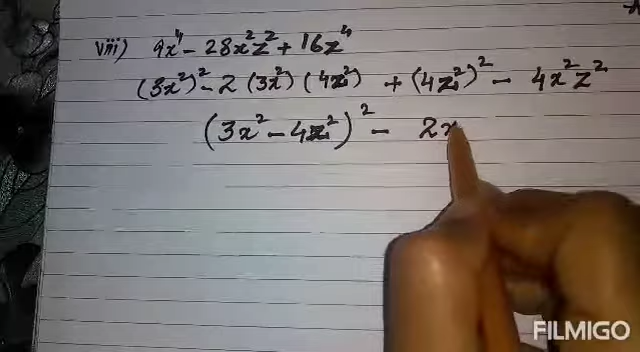 viii) 9x⁴ - 28x²z² + 16z⁴
(3x²)² - 2 (3x²) (4z²) + (4z²)² - 4x²z²
(3x² - 4z²)² - 2x
FILMIGO